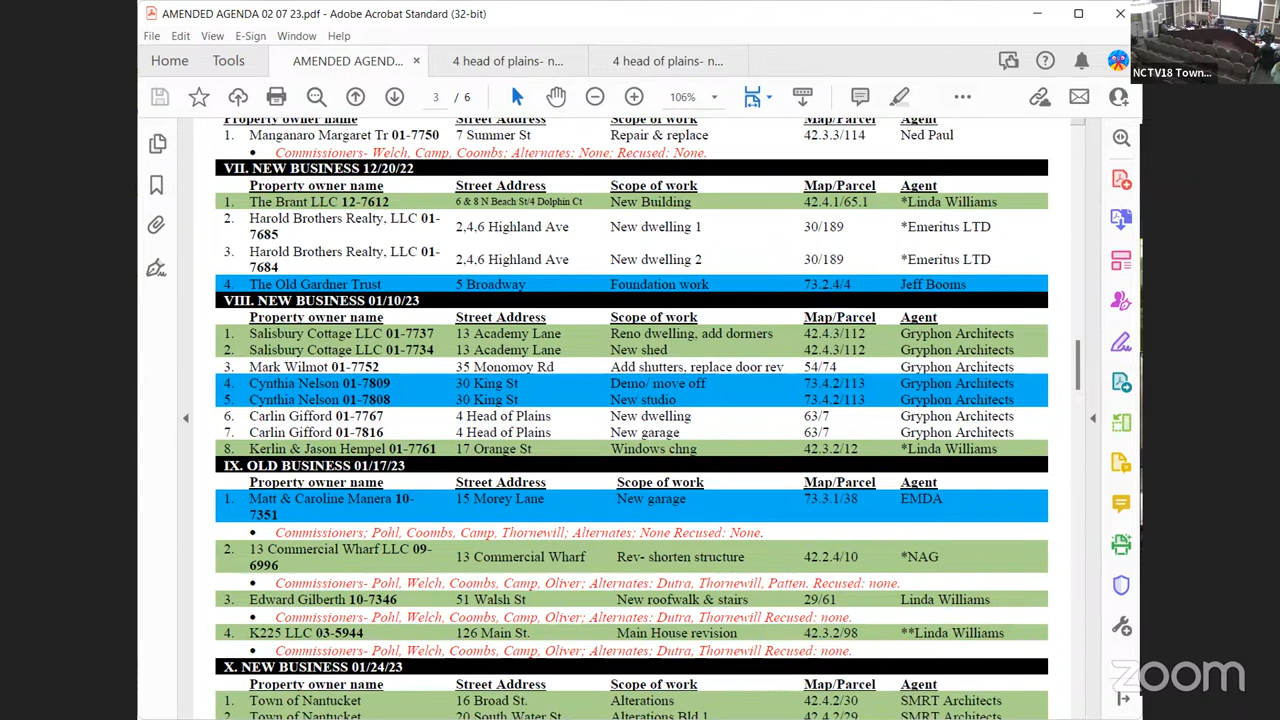 AMENDED AGENDA 02 07 23.pdf - Adobe Acrobat Standard (32-bit)
File Edit View E-Sign Window Help
Home Tools AMENDED AGEND... × 4 head of plains- n... 4 head of plains- n...
3 / 6 106%
NCTV18 Town...
Property owner name Street Address Scope of work Map/Parcel Agent
1. Manganaro Margaret Tr 01-7750 7 Summer St Repair & replace 42.3.3/114 Ned Paul
• Commissioners- Welch, Camp, Coombs; Alternates: None; Recused: None.
VII. NEW BUSINESS 12/20/22
Property owner name Street Address Scope of work Map/Parcel Agent
1. The Brant LLC 12-7612 6 & 8 N Beach St/4 Dolphin Ct New Building 42.4.1/65.1 *Linda Williams
2. Harold Brothers Realty, LLC 01-7685 2,4,6 Highland Ave New dwelling 1 30/189 *Emeritus LTD
3. Harold Brothers Realty, LLC 01-7684 2,4,6 Highland Ave New dwelling 2 30/189 *Emeritus LTD
4. The Old Gardner Trust 5 Broadway Foundation work 73.2.4/4 Jeff Booms
VIII. NEW BUSINESS 01/10/23
Property owner name Street Address Scope of work Map/Parcel Agent
1. Salisbury Cottage LLC 01-7737 13 Academy Lane Reno dwelling, add dormers 42.4.3/112 Gryphon Architects
2. Salisbury Cottage LLC 01-7734 13 Academy Lane New shed 42.4.3/112 Gryphon Architects
3. Mark Wilmot 01-7752 35 Monomoy Rd Add shutters, replace door rev 54/74 Gryphon Architects
4. Cynthia Nelson 01-7809 30 King St Demo/ move off 73.4.2/113 Gryphon Architects
5. Cynthia Nelson 01-7808 30 King St New studio 73.4.2/113 Gryphon Architects
6. Carlin Gifford 01-7767 4 Head of Plains New dwelling 63/7 Gryphon Architects
7. Carlin Gifford 01-7816 4 Head of Plains New garage 63/7 Gryphon Architects
8. Kerlin & Jason Hempel 01-7761 17 Orange St Windows chng 42.3.2/12 *Linda Williams
IX. OLD BUSINESS 01/17/23
Property owner name Street Address Scope of work Map/Parcel Agent
1. Matt & Caroline Manera 10-7351 15 Morey Lane New garage 73.3.1/38 EMDA
• Commissioners; Pohl, Coombs, Camp, Thornewill; Alternates; None Recused: None.
2. 13 Commercial Wharf LLC 09-6996 13 Commercial Wharf Rev- shorten structure 42.2.4/10 *NAG
• Commissioners- Pohl, Welch, Coombs, Camp, Oliver; Alternates: Dutra, Thornewill, Patten. Recused: none.
3. Edward Gilberth 10-7346 51 Walsh St New roofwalk & stairs 29/61 Linda Williams
• Commissioners- Pohl, Welch, Coombs, Camp, Oliver; Alternates: Dutra, Thornewill Recused: none.
4. K225 LLC 03-5944 126 Main St. Main House revision 42.3.2/98 **Linda Williams
• Commissioners- Pohl, Welch, Coombs, Camp, Oliver; Alternates: Dutra, Thornewill Recused: none.
X. NEW BUSINESS 01/24/23
Property owner name Street Address Scope of work Map/Parcel Agent
1. Town of Nantucket 16 Broad St. Alterations 42.4.2/30 SMRT Architects
2. Town of Nantucket 20 South Water St Alterations Bld 1 42.4.2/29 SMRT Architects
zoom